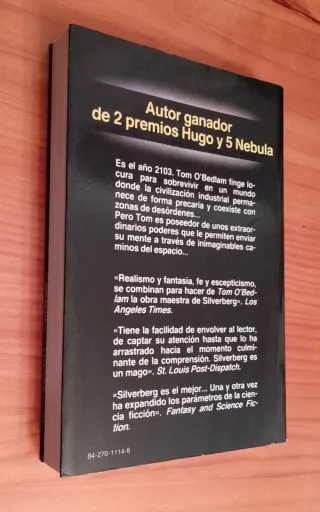 Autor ganador
de 2 premios Hugo y 5 Nebula
Es el año 2103. Tom O'Bedlam finge lo-
cura para sobrevivir en un mundo
donde la civilización industrial perma-
nece de forma precaria y coexiste con
zonas de desórdenes...
Pero Tom es poseedor de unos extraor-
dinarios poderes que le permiten enviar
su mente a través de inimaginables ca-
minos del espacio...
«Realismo y fantasía, fe y escepticismo,
se combinan para hacer de Tom O'Bed-
lam la obra maestra de Silverberg». Los
Angeles Times.
«Tiene la facilidad de envolver al lector,
de captar su atención hasta que lo ha
arrastrado hacia el momento culmi-
nante de la comprensión. Silverberg es
un mago». St. Louis Post-Dispatch.
«Silverberg es el mejor... Una y otra vez
ha expandido los parámetros de la cien-
cia ficción». Fantasy and Science Fic-
tion.
84-270-1114-8